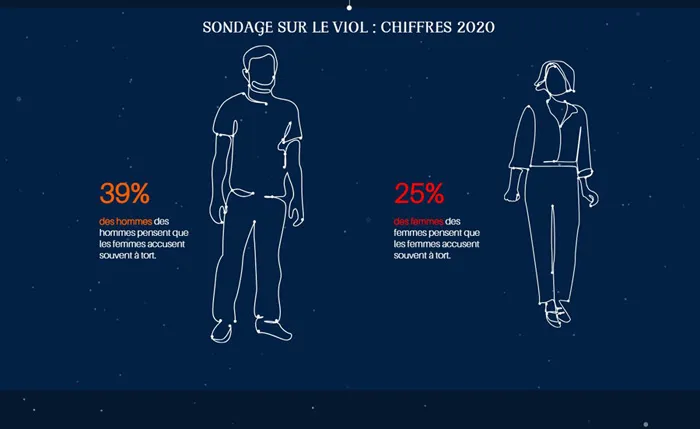 SONDAGE SUR LE VIOL : CHIFFRES 2020
39%
des hommes des
hommes pensent que
les femmes accusent
souvent à tort.
25%
des femmes des
femmes pensent que
les femmes accusent
souvent à tort.